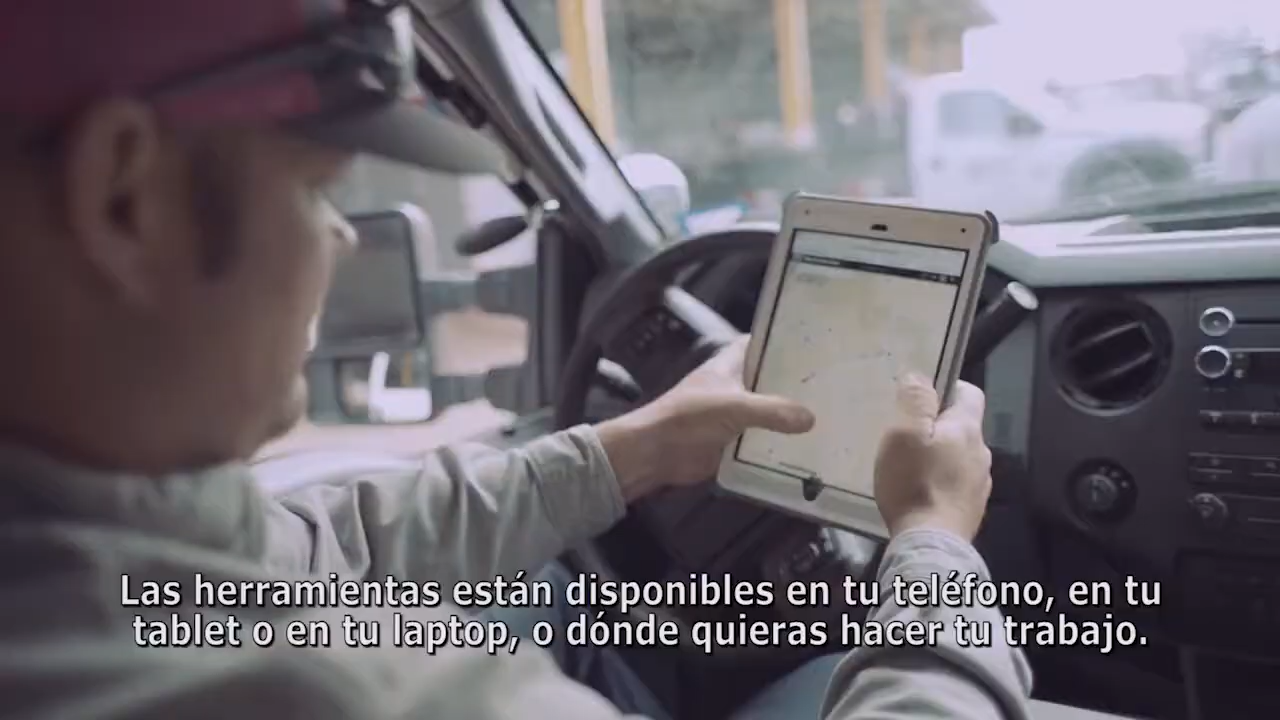 Las herramientas están disponibles en tu teléfono, en tu
tablet o en tu laptop, o dónde quieras hacer tu trabajo.